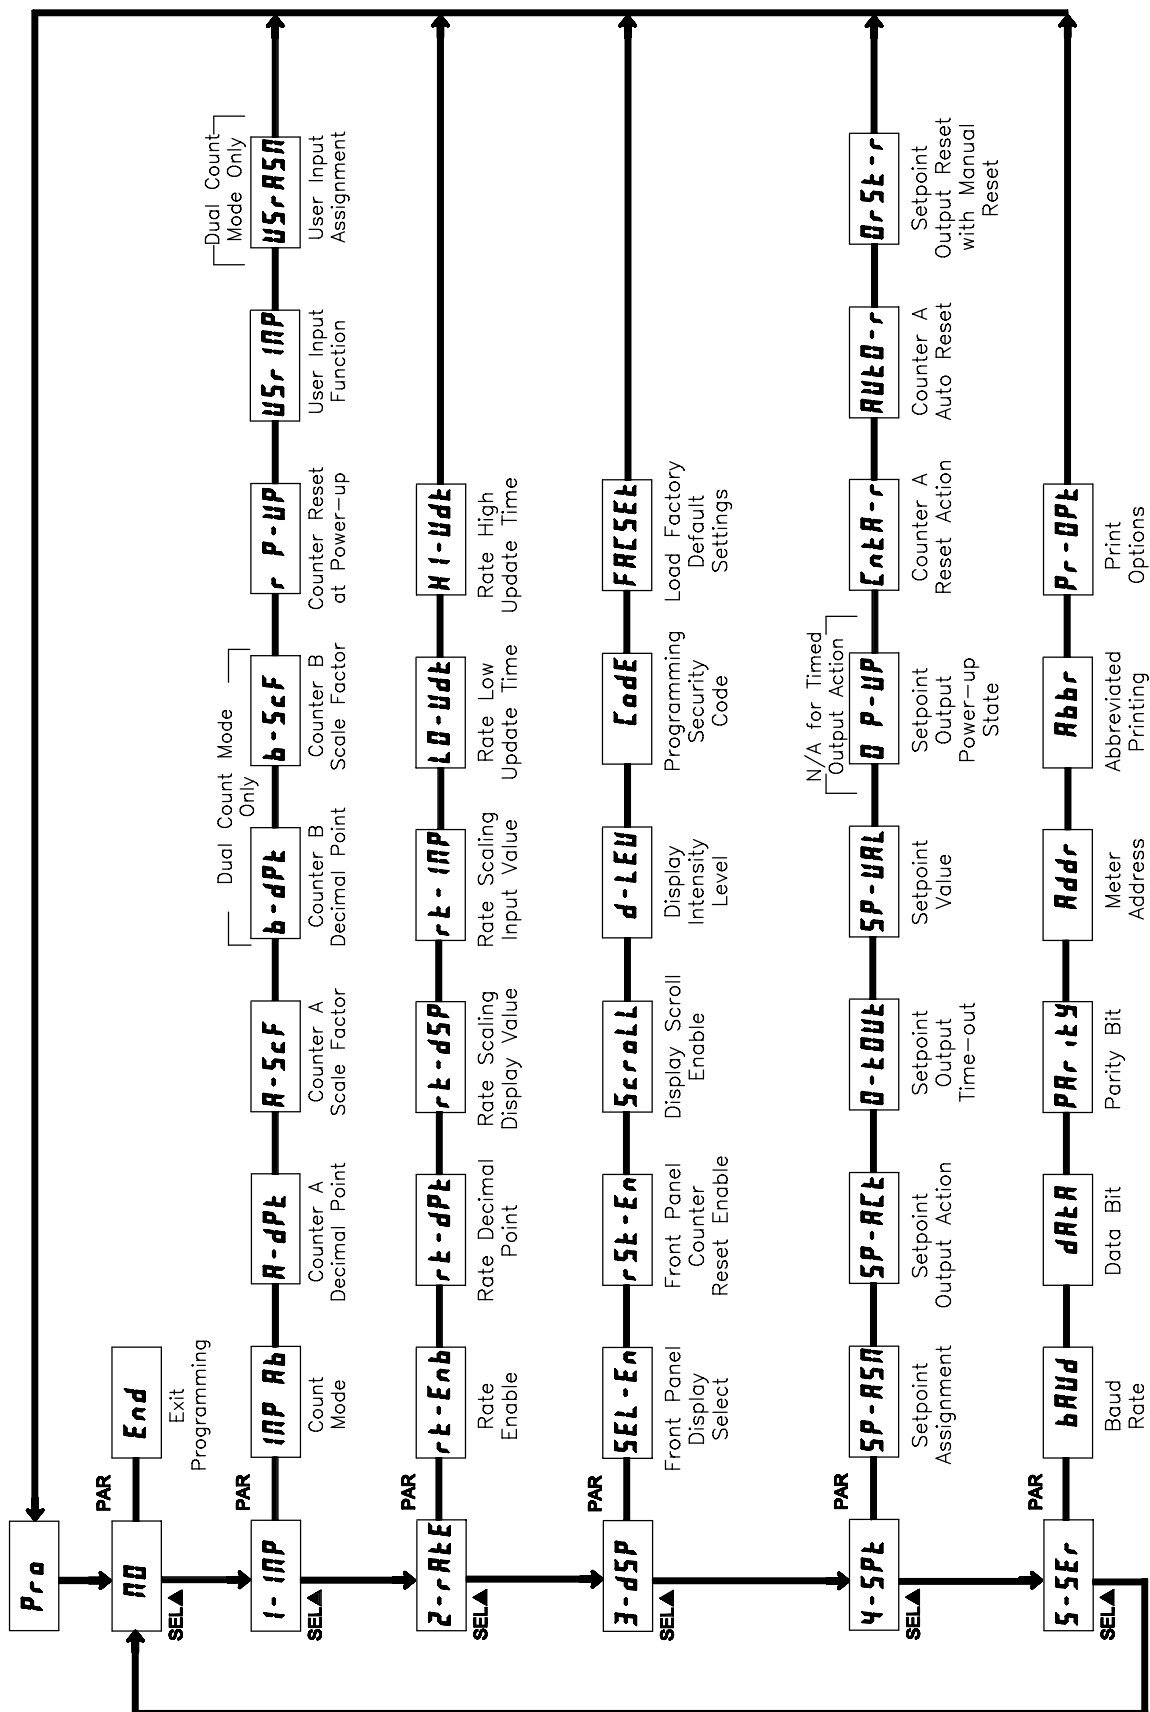 Pro
NO
PAR
End
Exit
Programming
SEL▲
1-INP
PAR
INP Ab
Count
Mode
A-dPt
Counter A
Decimal Point
A-ScF
Counter A
Scale Factor
Dual Count Mode
Only
b-dPt
Counter B
Decimal Point
b-ScF
Counter B
Scale Factor
r P-UP
Counter Reset
at Power-up
USr INP
User Input
Function
Dual Count
Mode Only
USrASN
User Input
Assignment
SEL▲
2-rAtE
PAR
rt-Enb
Rate
Enable
rt-dPt
Rate Decimal
Point
rt-dSP
Rate Scaling
Display Value
rt-INP
Rate Scaling
Input Value
LO-Udt
Rate Low
Update Time
HI-Udt
Rate High
Update Time
SEL▲
3-dSP
PAR
SEL-En
Front Panel
Display
Select
rSt-En
Front Panel
Counter
Reset Enable
ScroLL
Display Scroll
Enable
d-LEV
Display
Intensity
Level
CodE
Programming
Security
Code
FACSEt
Load Factory
Default
Settings
SEL▲
4-SPt
PAR
SP-ASN
Setpoint
Assignment
SP-ACt
Setpoint
Output Action
O-tOUt
Setpoint
Output
Time-out
SP-VAL
Setpoint
Value
N/A for Timed
Output Action
O P-UP
Setpoint
Output
Power-up
State
CntA-r
Counter A
Reset Action
AUtO-r
Counter A
Auto Reset
OrSt-r
Setpoint
Output Reset
with Manual
Reset
SEL▲
5-SEr
PAR
bAUd
Baud
Rate
dAtA
Data Bit
PAritY
Parity Bit
Addr
Meter
Address
Abbr
Abbreviated
Printing
Pr-OPt
Print
Options
SEL▲